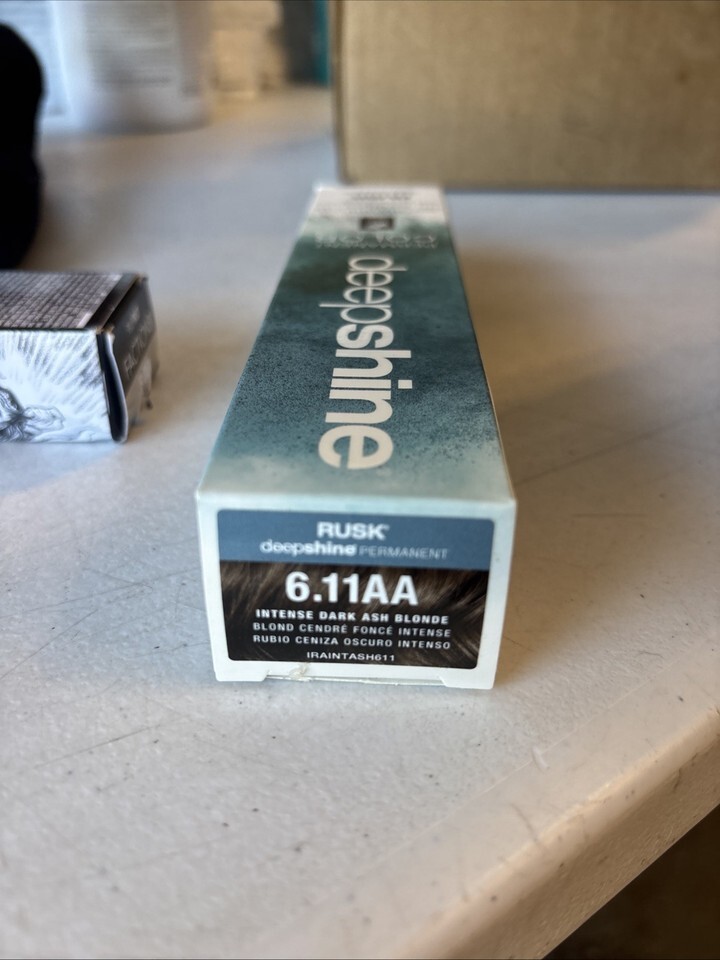 deepshine
RUSK®
deepshine® PERMANENT
6.11AA
INTENSE DARK ASH BLONDE
BLOND CENDRÉ FONCÉ INTENSE
RUBIO CENIZA OSCURO INTENSO
IRAINTASH611